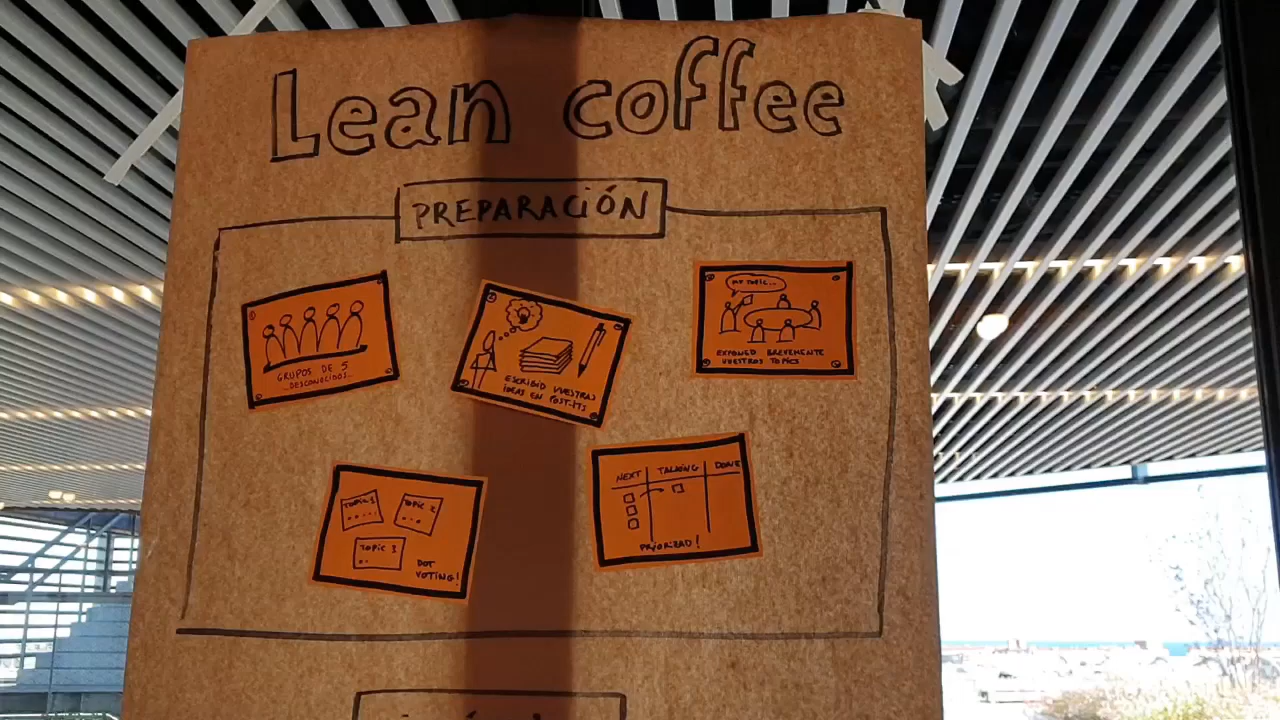 Lean coffee
PREPARACIÓN
GRUPOS DE 5
...DESCONOCIDOS...
ESCRIBID VUESTRAS
IDEAS EN POST-ITS
MY TOPIC...
EXPONED BREVEMENTE
VUESTROS TOPICS
TOPIC 1
TOPIC 2
TOPIC 3
DOT
VOTING!
NEXT TALKING DONE
PRIORIZAD!